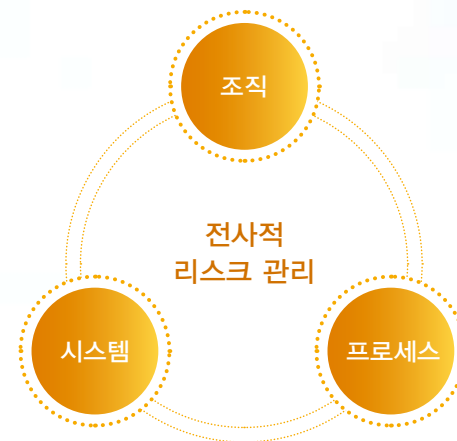 조직
전사적
리스크 관리
시스템
프로세스